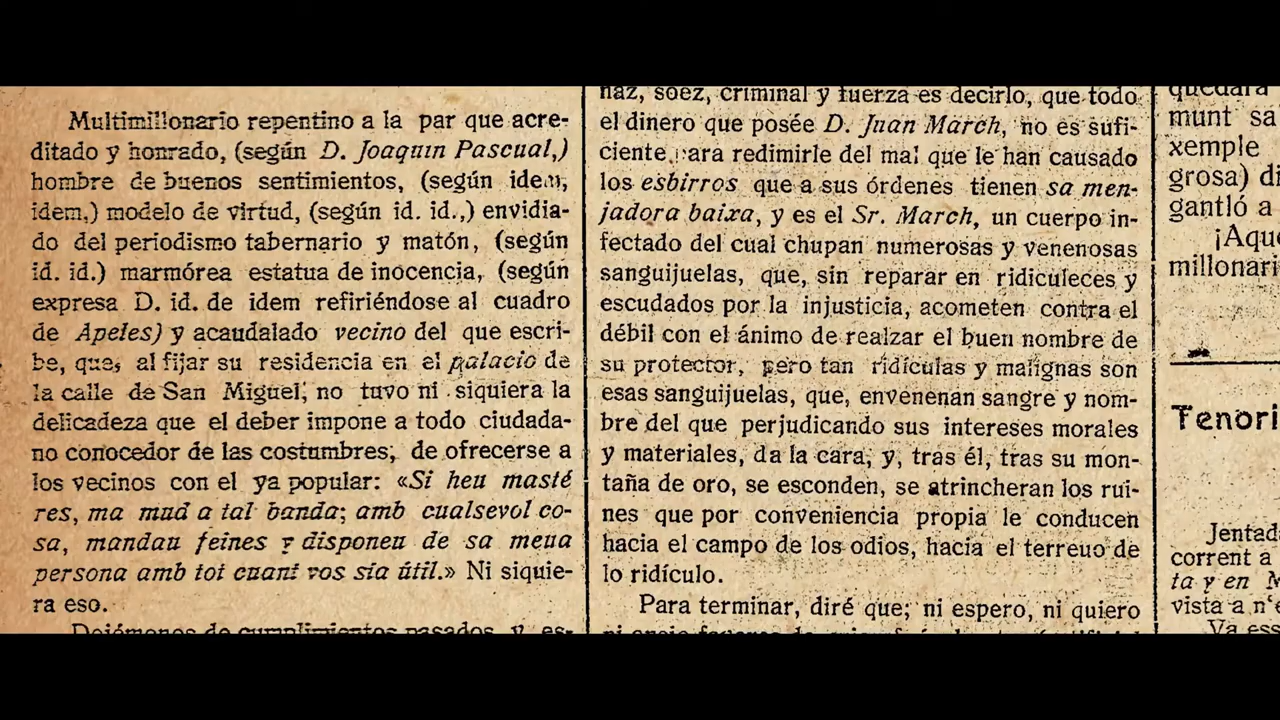 Multimillonario repentino a la par que acre-
ditado y honrado, (según D. Joaquin Pascual,)
hombre de buenos sentimientos, (según idem,
idem,) modelo de virtud, (según id. id.,) envidia-
do del periodismo tabernario y matón, (según
id. id.) marmórea estatua de inocencia, (según
expresa D. id. de idem refiriéndose al cuadro
de Apeles) y acaudalado vecino del que escri-
be, que, al fijar su residencia en el palacio de
la calle de San Miguel, no tuvo ni siquiera la
delicadeza que el deber impone a todo ciudada-
no conocedor de las costumbres, de ofrecerse a
los vecinos con el ya popular: «Si heu masté
res, ma mud a tal banda; amb cualsevol co-
sa, mandau feines y disponeu de sa meua
persona amb tot cuant vos sia útil.» Ni siquie-
ra eso.
Dejémonos de cumplimientos pasados y es-
naz, soez, criminal y fuerza es decirlo, que todo
el dinero que posée D. Juan March, no es sufi-
ciente para redimirle del mal que le han causado
los esbirros que a sus órdenes tienen sa men-
jadora baixa, y es el Sr. March, un cuerpo in-
fectado del cual chupan numerosas y venenosas
sanguijuelas, que, sin reparar en ridiculeces y
escudados por la injusticia, acometen contra el
débil con el ánimo de realzar el buen nombre de
su protector, pero tan ridículas y malignas son
esas sanguijuelas, que, envenenan sangre y nom-
bre del que perjudicando sus intereses morales
y materiales, da la cara, y, tras él, tras su mon-
taña de oro, se esconden, se atrincheran los rui-
nes que por conveniencia propia le conducen
hacia el campo de los odios, hacia el terreuo de
lo ridículo.
Para terminar, diré que; ni espero, ni quiero
quedara
munt sa
xemple
grosa) di
gantló a
¡Aque
millonari
Tenori
Jentada
corrent a
ta y en M
vista a n'e
Va ess